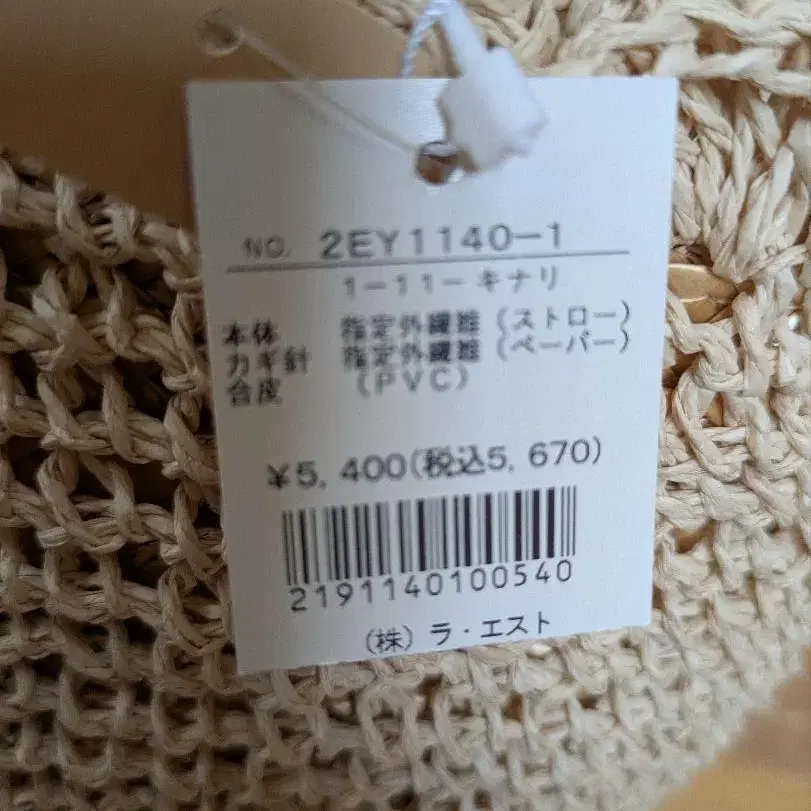 NO. 2EY1140-1
1-11-キナリ
本体 指定外繊維（ストロー）
カギ針 指定外繊維（ペーパー）
合皮 （PVC）
¥5,400(税込5,670)
2191140100540
（株）ラ・エスト